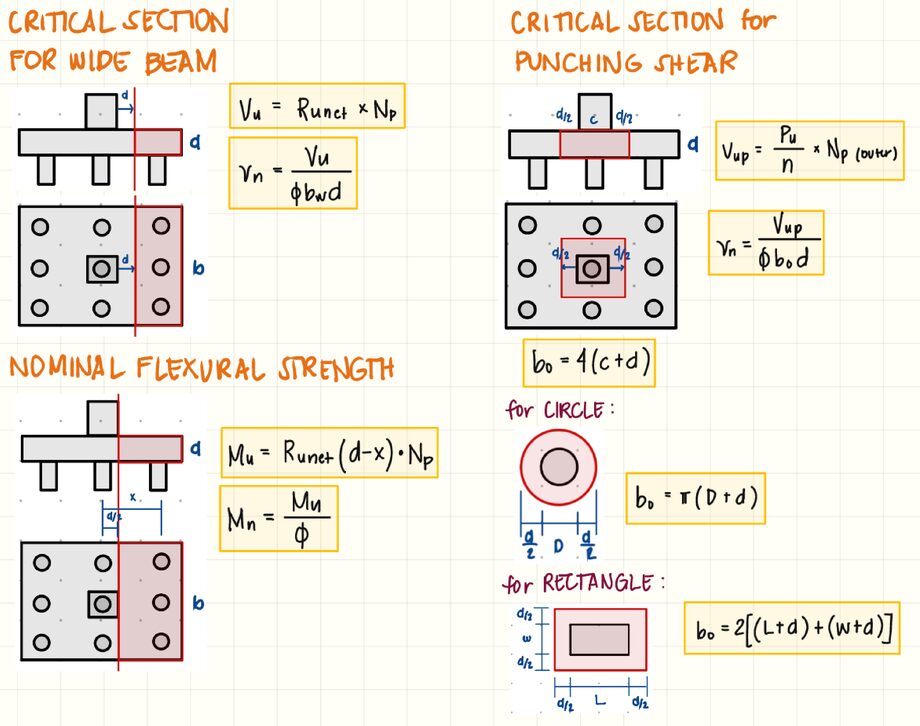 CRITICAL SECTION
FOR WIDE BEAM
d
d
Vu = Runet × Np
vn = Vu / ϕbwd
d
b
NOMINAL FLEXURAL STRENGTH
d
x
d/2
b
Mu = Runet (d-x) · Np
Mn = Mu / ϕ
CRITICAL SECTION for
PUNCHING SHEAR
d/2 c d/2
d
Vup = Pu / n × Np (outer)
d/2 d/2
vn = Vup / ϕbod
bo = 4(c+d)
for CIRCLE:
d/2 D d/2
bo = π(D+d)
for RECTANGLE:
d/2
w
d/2
d/2 L d/2
bo = 2[(L+d)+(w+d)]